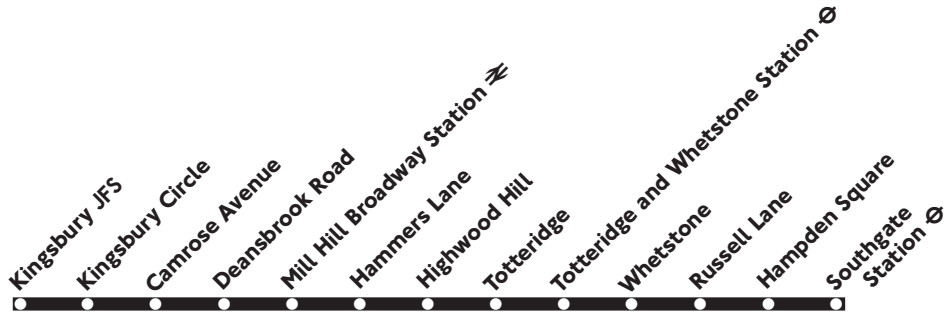 Kingsbury JFS
Kingsbury Circle
Camrose Avenue
Deansbrook Road
Mill Hill Broadway Station
Hammers Lane
Highwood Hill
Totteridge
Totteridge and Whetstone Station
Whetstone
Russell Lane
Hampden Square
Southgate
Station